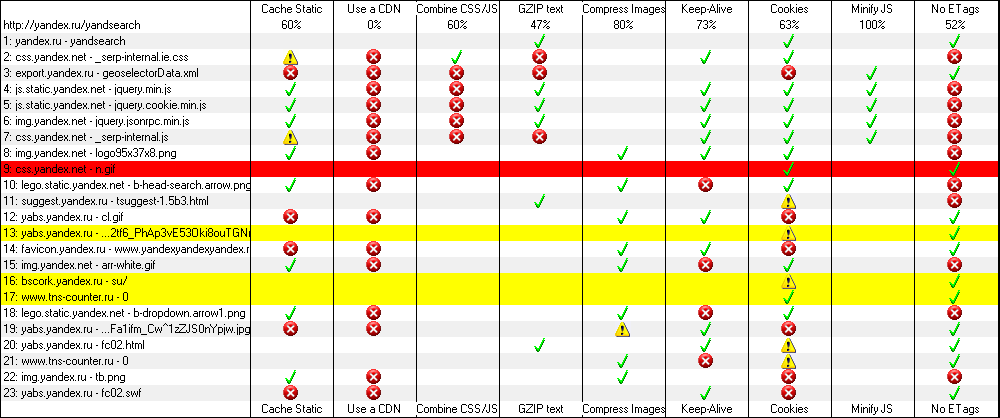 Cache Static Use a CDN Combine CSS/JS GZIP text Compress Images Keep-Alive Cookies Minify JS No ETags
http://yandex.ru/yandsearch 60% 0% 60% 47% 80% 73% 63% 100% 52%
1: yandex.ru - yandsearch
2: css.yandex.net - _serp-internal.ie.css
3: export.yandex.ru - geoselectorData.xml
4: js.static.yandex.net - jquery.min.js
5: js.static.yandex.net - jquery.cookie.min.js
6: img.yandex.net - jquery.jsonrpc.min.js
7: css.yandex.net - _serp-internal.js
8: img.yandex.net - logo95x37x8.png
9: css.yandex.net - n.gif
10: lego.static.yandex.net - b-head-search.arrow.png
11: suggest.yandex.ru - tsuggest-1.5b3.html
12: yabs.yandex.ru - cl.gif
13: yabs.yandex.ru - ...2tf6_PhAp3vE53Oki8ouTGN
14: favicon.yandex.ru - www.yandexyandexyandex
15: img.yandex.net - arr-white.gif
16: bscork.yandex.ru - su/
17: www.tns-counter.ru - 0
18: lego.static.yandex.net - b-dropdown.arrow1.png
19: yabs.yandex.ru - ...Fa1ifm_Cw^1zZJS0nYpjw.jpg
20: yabs.yandex.ru - fc02.html
21: www.tns-counter.ru - 0
22: img.yandex.ru - tb.png
23: yabs.yandex.ru - fc02.swf
Cache Static Use a CDN Combine CSS/JS GZIP text Compress Images Keep-Alive Cookies Minify JS No ETags